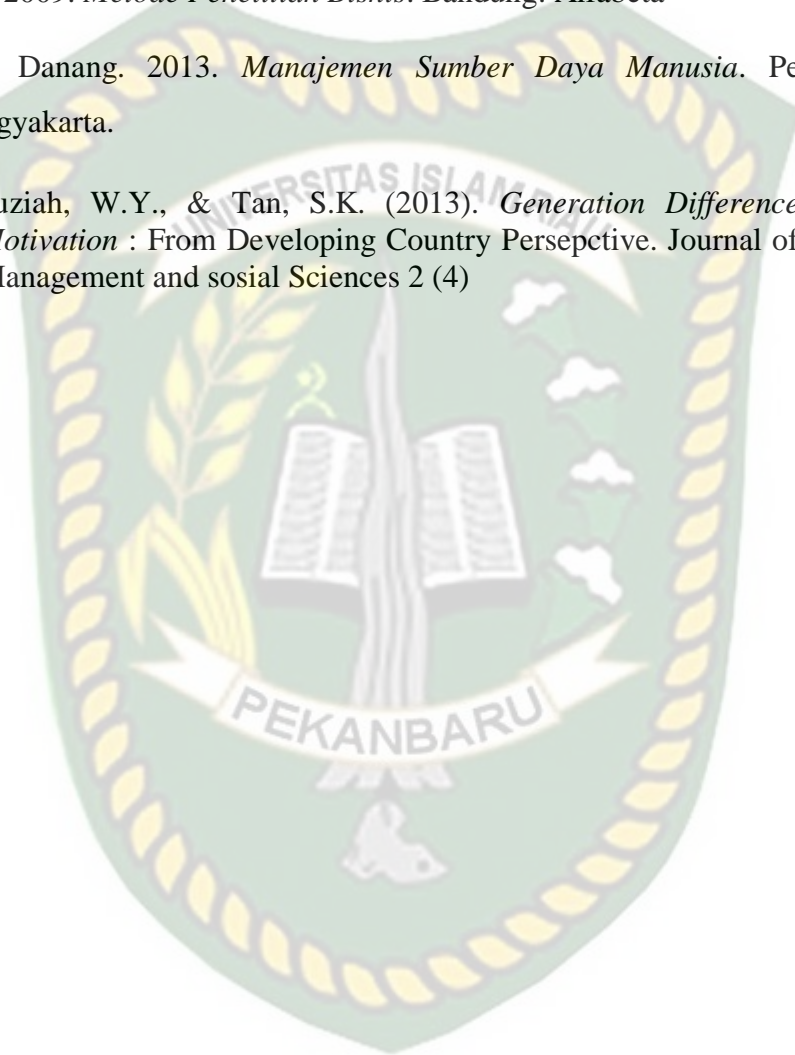 2009. Metode Penelitian Bisnis. Bandung: Alfabeta
Danang. 2013. Manajemen Sumber Daya Manusia. Pe
gyakarta.
UNIVERSITAS ISLAM RIAU
uziah, W.Y., & Tan, S.K. (2013). Generation Difference
Motivation : From Developing Country Persepctive. Journal of
Management and sosial Sciences 2 (4)
PEKANBARU